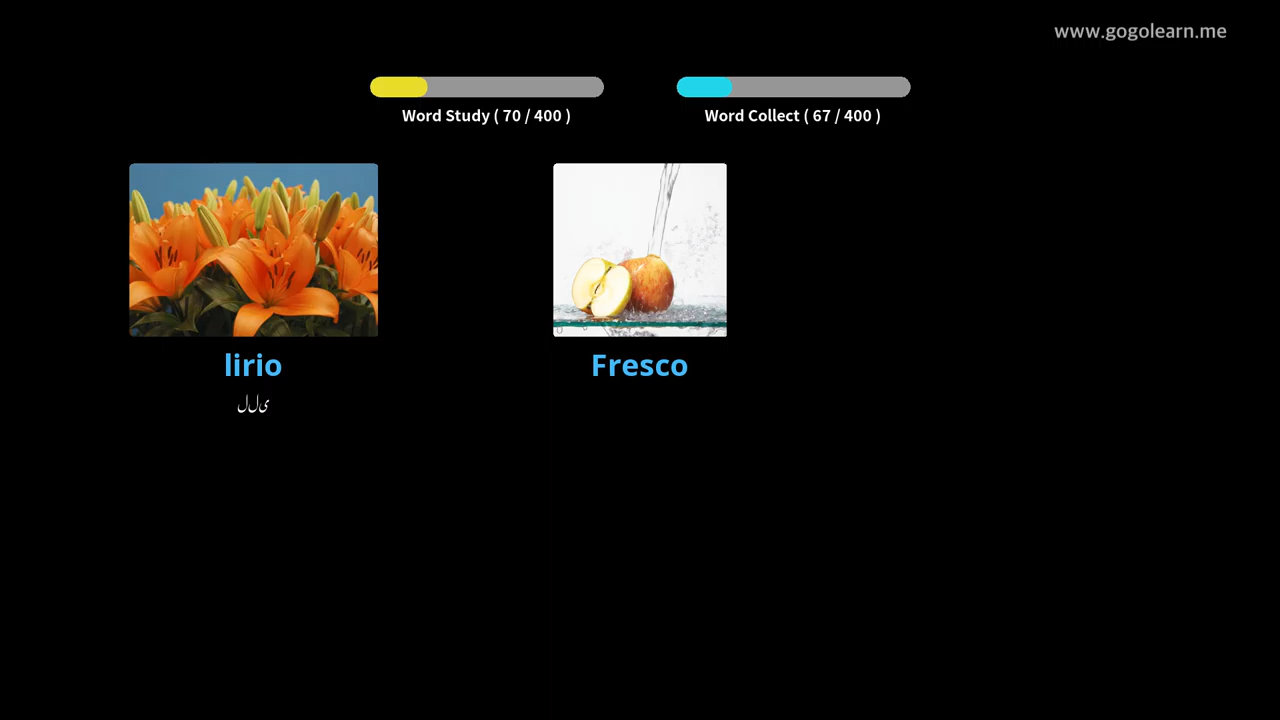 www.gogolearn.me
Word Study ( 70 / 400 )
Word Collect ( 67 / 400 )
lirio
Fresco
للی